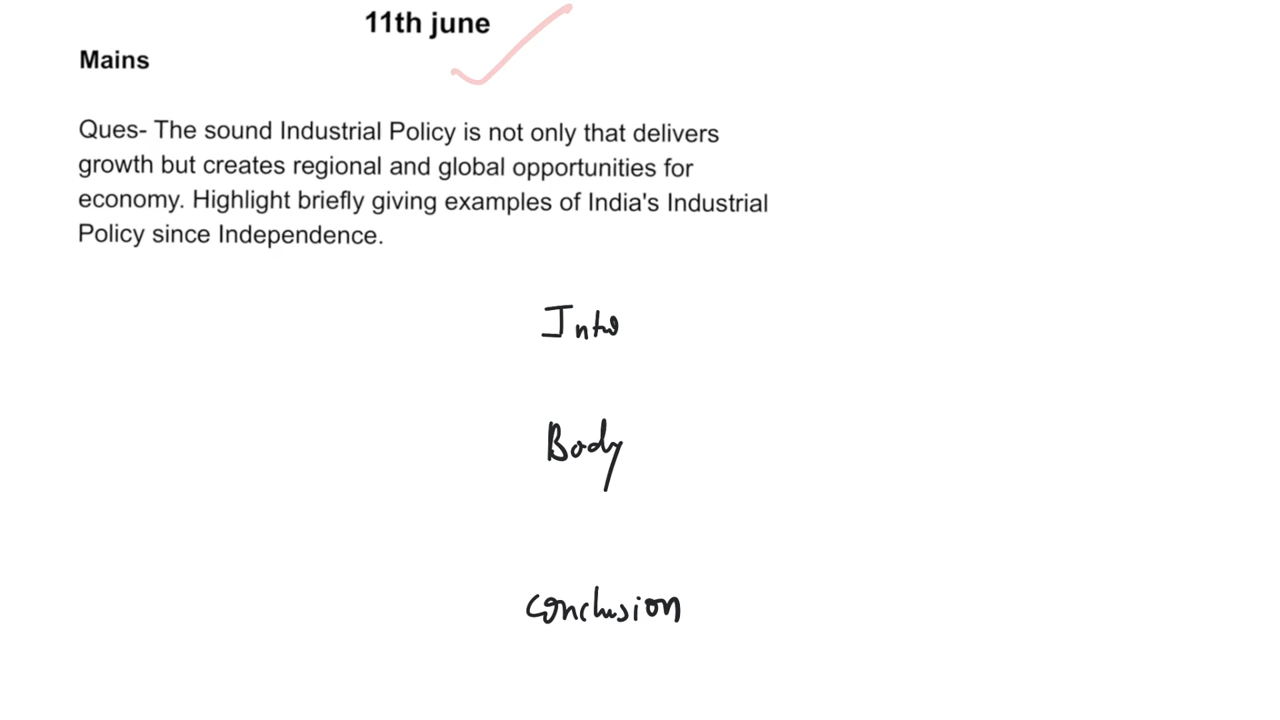 11th june
Mains
Ques- The sound Industrial Policy is not only that delivers
growth but creates regional and global opportunities for
economy. Highlight briefly giving examples of India's Industrial
Policy since Independence.
Intro
Body
Conclusion